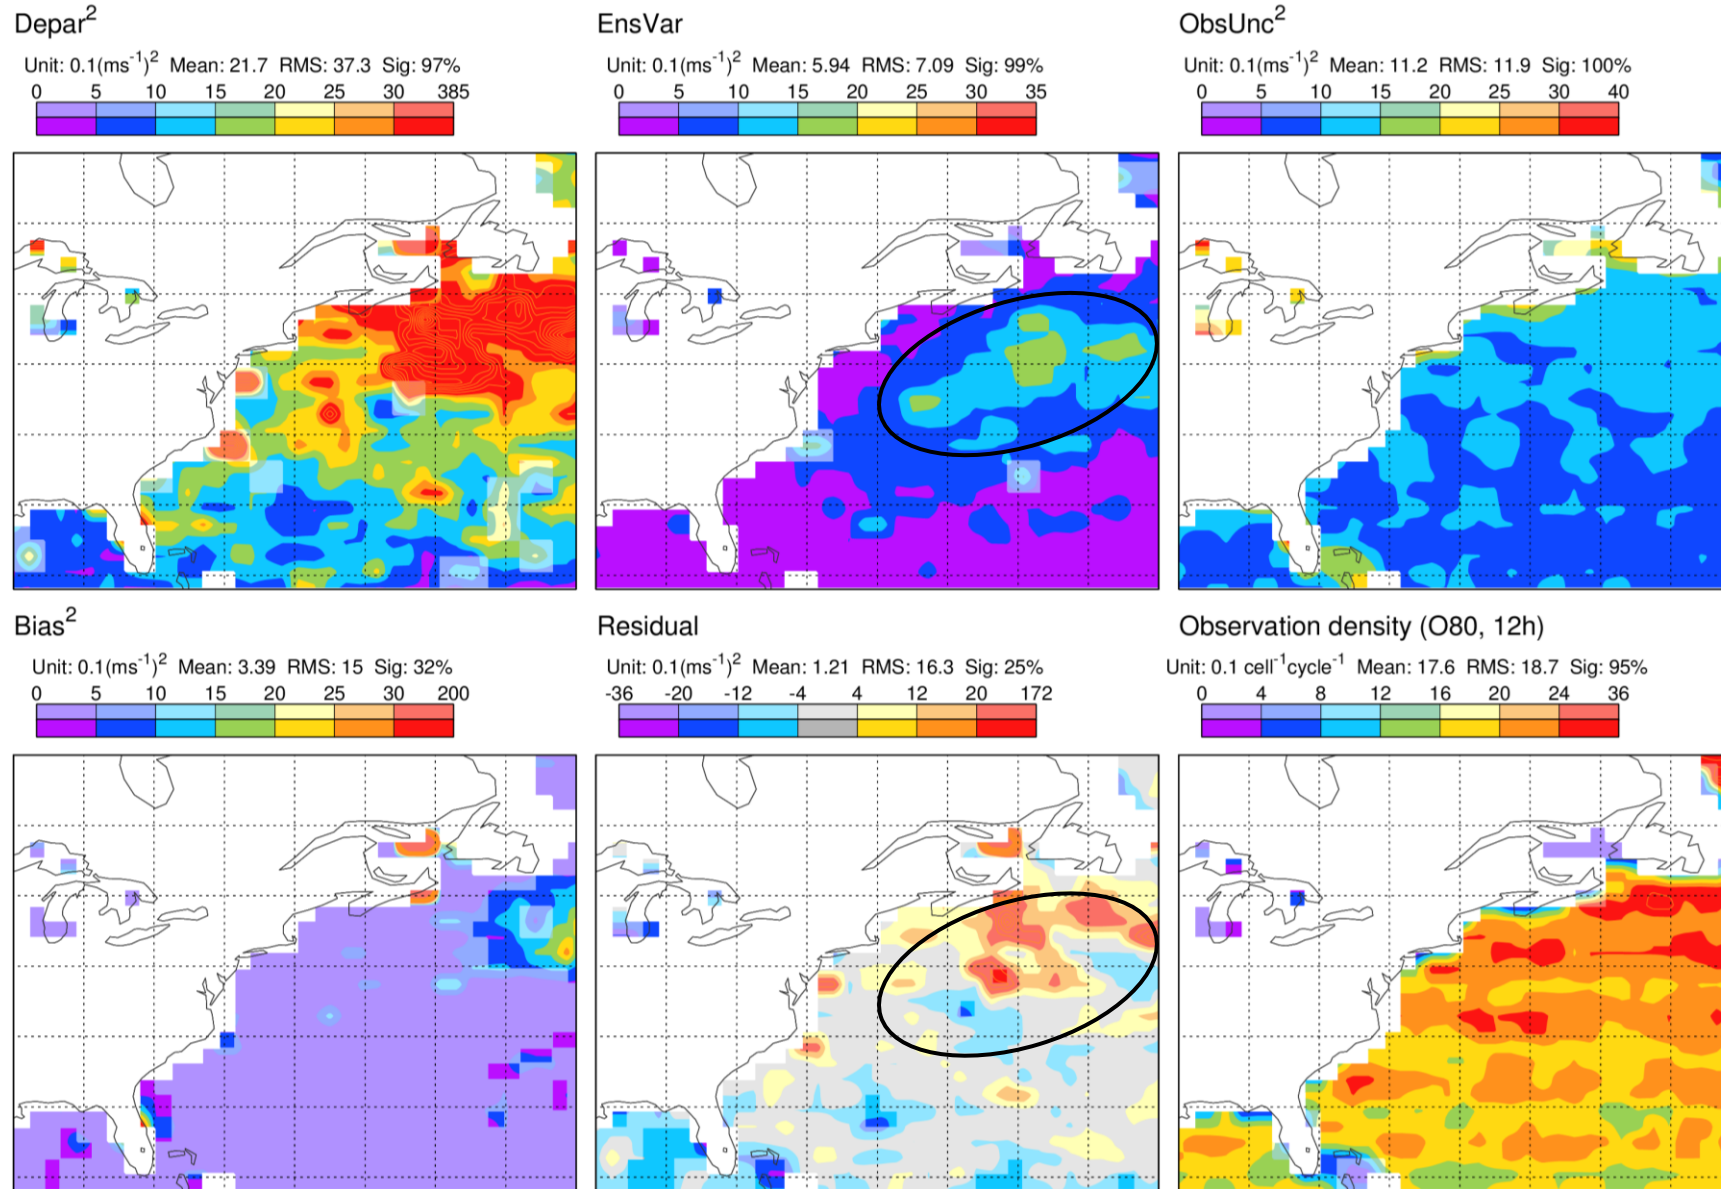 Depar²
Unit: 0.1(ms⁻¹)² Mean: 21.7 RMS: 37.3 Sig: 97%
0 5 10 15 20 25 30 385
EnsVar
Unit: 0.1(ms⁻¹)² Mean: 5.94 RMS: 7.09 Sig: 99%
0 5 10 15 20 25 30 35
ObsUnc²
Unit: 0.1(ms⁻¹)² Mean: 11.2 RMS: 11.9 Sig: 100%
0 5 10 15 20 25 30 40
Bias²
Unit: 0.1(ms⁻¹)² Mean: 3.39 RMS: 15 Sig: 32%
0 5 10 15 20 25 30 200
Residual
Unit: 0.1(ms⁻¹)² Mean: 1.21 RMS: 16.3 Sig: 25%
-36 -20 -12 -4 4 12 20 172
Observation density (O80, 12h)
Unit: 0.1 cell⁻¹cycle⁻¹ Mean: 17.6 RMS: 18.7 Sig: 95%
0 4 8 12 16 20 24 36